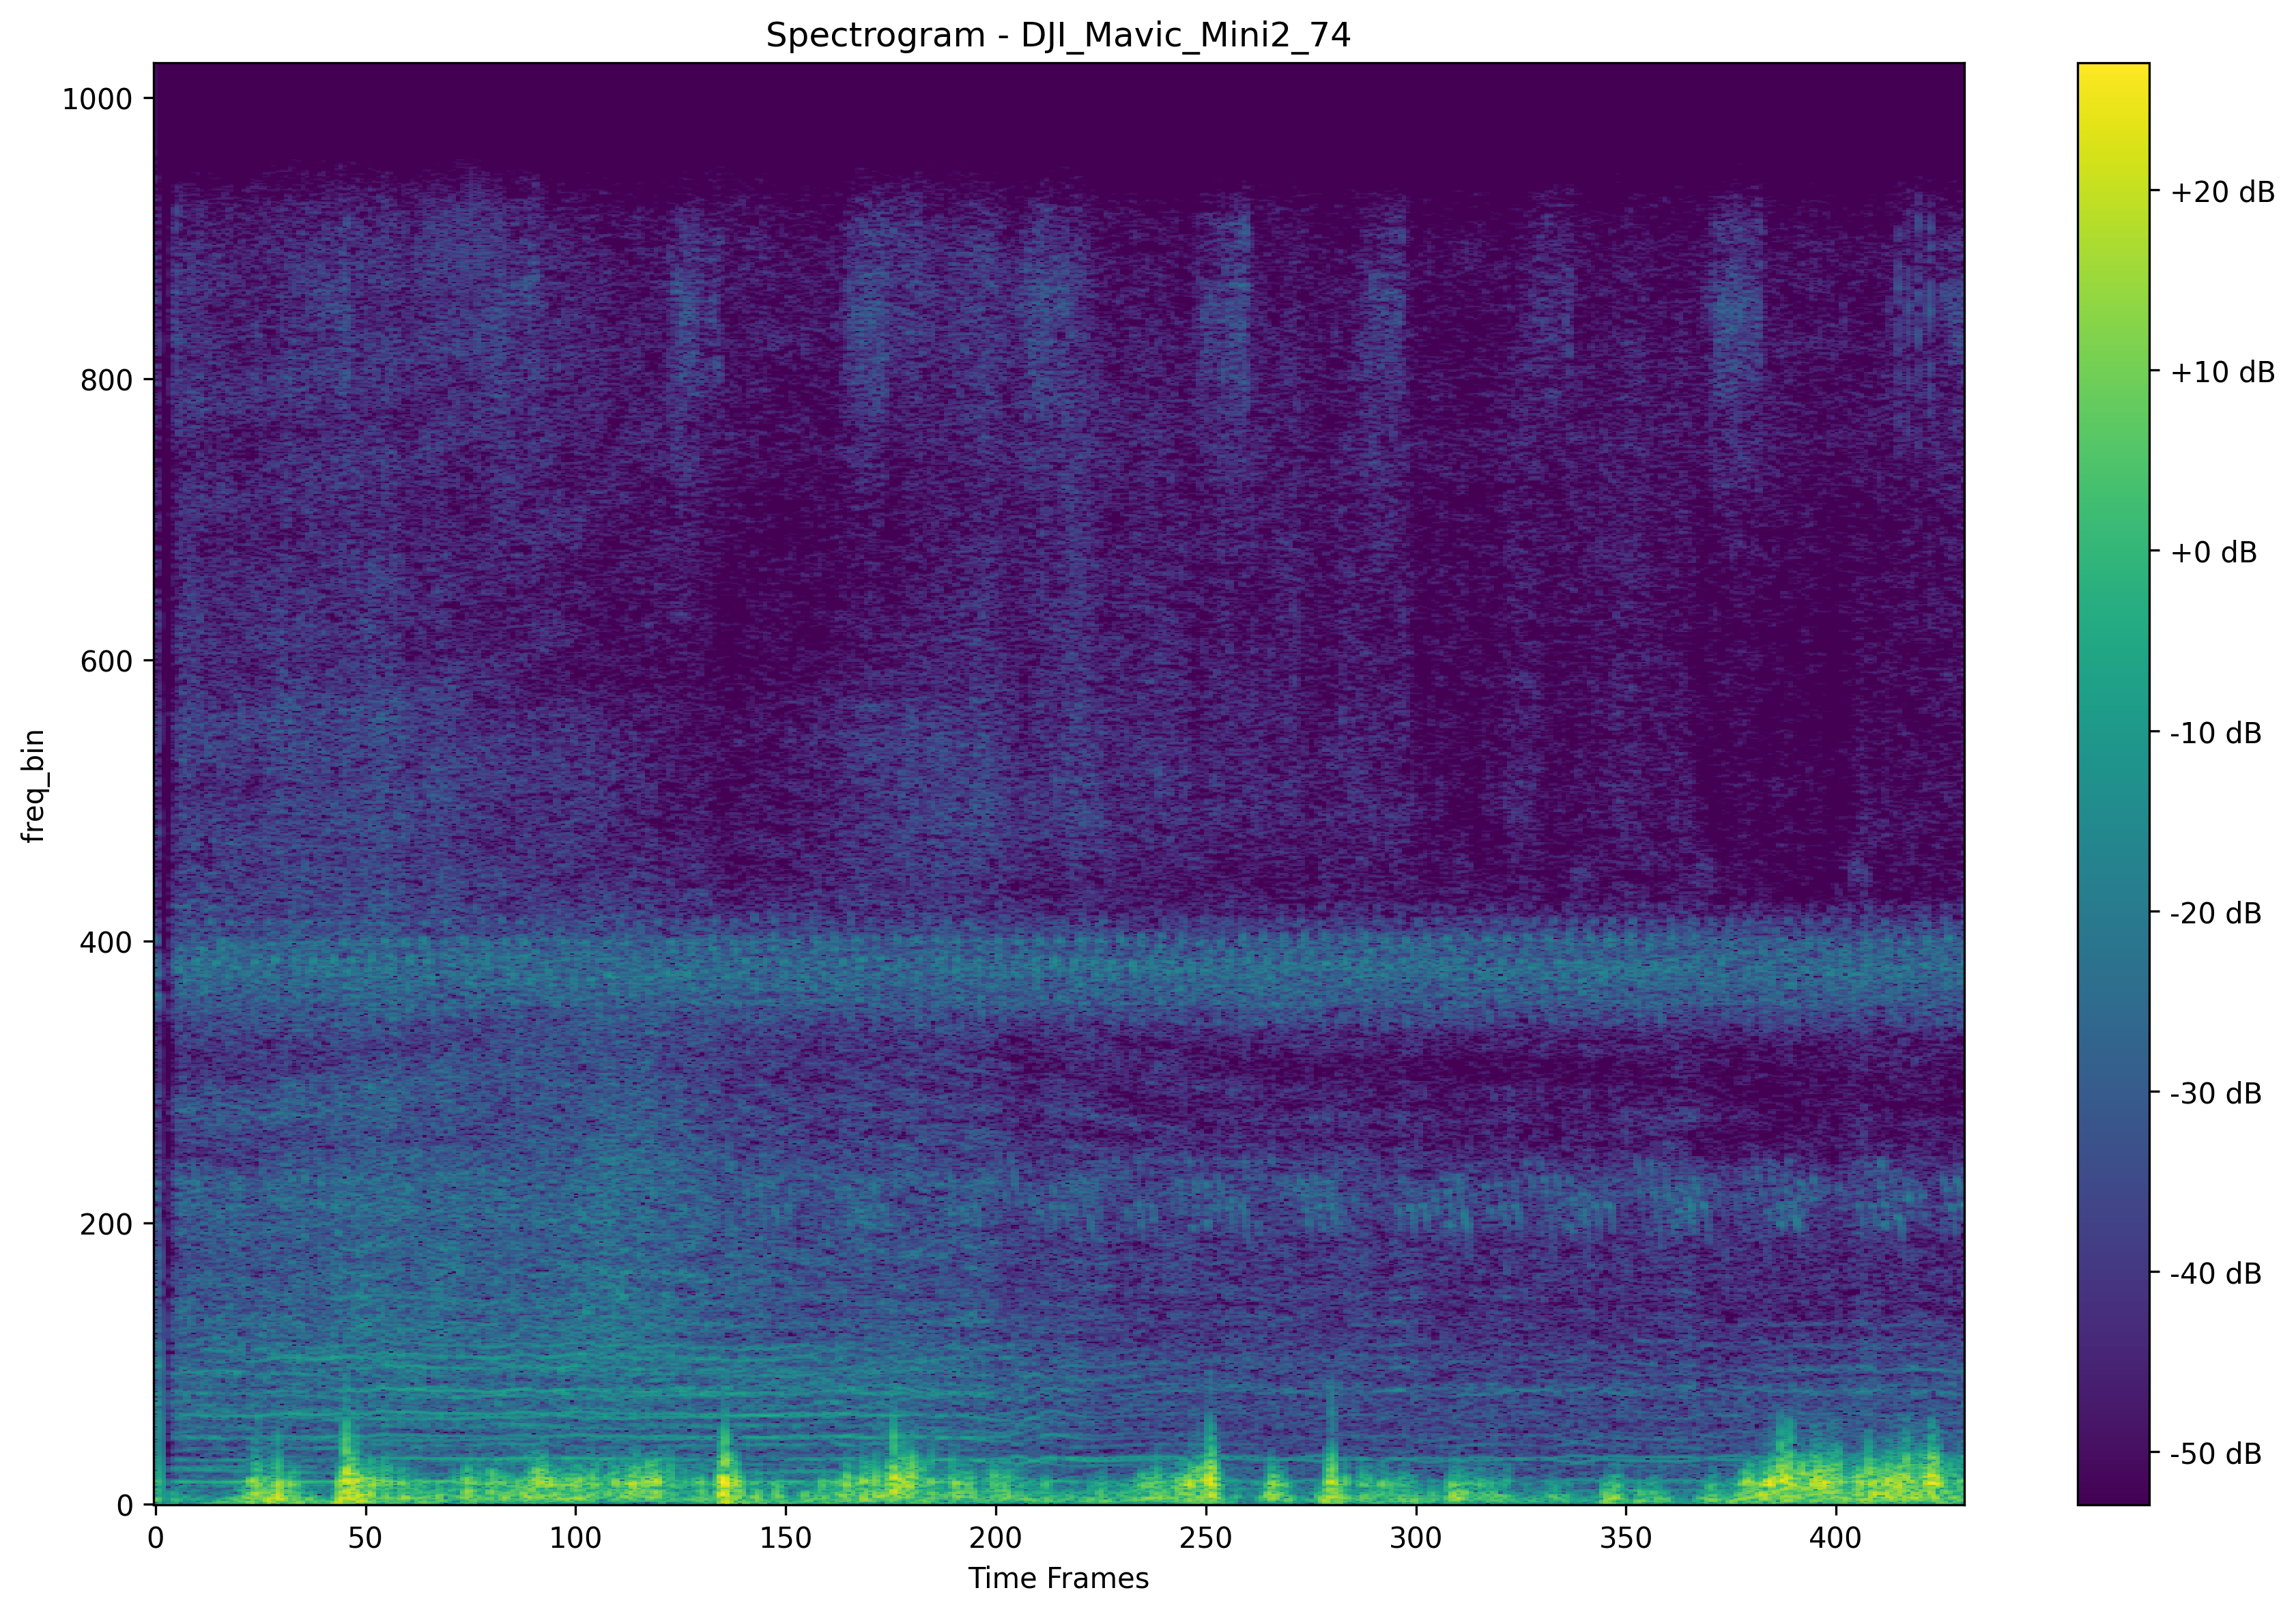 Spectrogram - DJI_Mavic_Mini2_74
1000
800
600
400
200
0
freq_bin
0 50 100 150 200 250 300 350 400
Time Frames
+20 dB
+10 dB
+0 dB
-10 dB
-20 dB
-30 dB
-40 dB
-50 dB